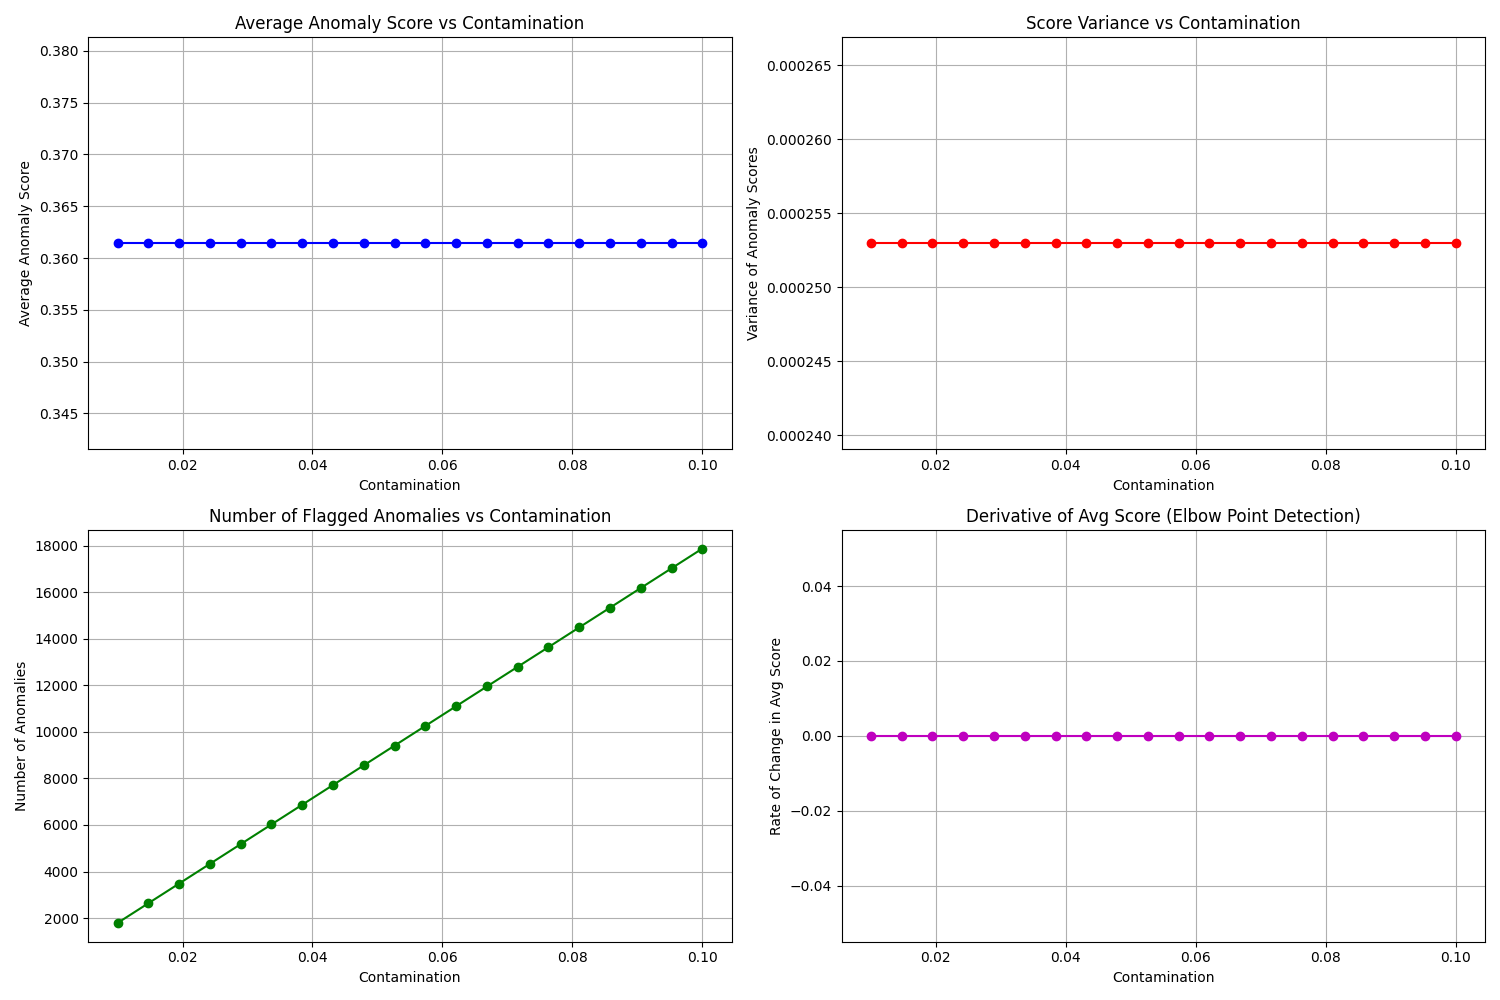 Average Anomaly Score vs Contamination
0.380
0.375
0.370
0.365
0.360
0.355
0.350
0.345
Average Anomaly Score
0.02 0.04 0.06 0.08 0.10
Contamination
Score Variance vs Contamination
0.000265
0.000260
0.000255
0.000250
0.000245
0.000240
Variance of Anomaly Scores
0.02 0.04 0.06 0.08 0.10
Contamination
Number of Flagged Anomalies vs Contamination
18000
16000
14000
12000
10000
8000
6000
4000
2000
Number of Anomalies
0.02 0.04 0.06 0.08 0.10
Contamination
Derivative of Avg Score (Elbow Point Detection)
0.04
0.02
0.00
−0.02
−0.04
Rate of Change in Avg Score
0.02 0.04 0.06 0.08 0.10
Contamination